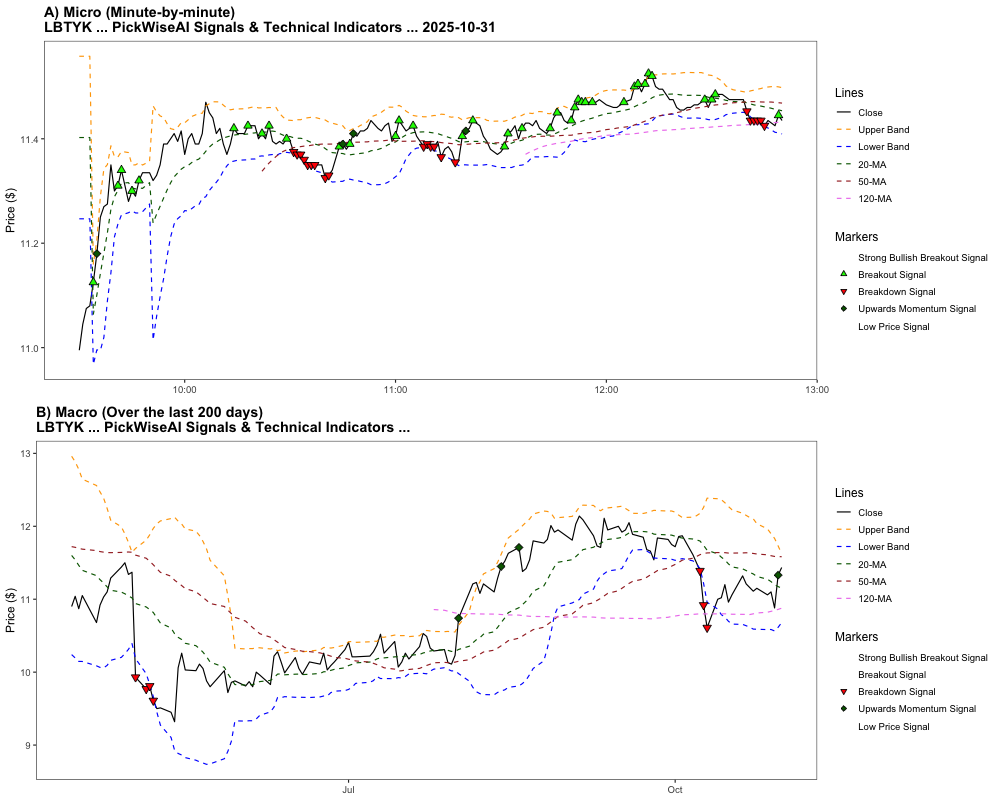 A) Micro (Minute-by-minute)
LBTYK ... PickWiseAI Signals & Technical Indicators ... 2025-10-31
Price ($)
11.4
11.2
11.0
10:00
11:00
12:00
13:00
Lines
Close
Upper Band
Lower Band
20-MA
50-MA
120-MA
Markers
Strong Bullish Breakout Signal
Breakout Signal
Breakdown Signal
Upwards Momentum Signal
Low Price Signal
B) Macro (Over the last 200 days)
LBTYK ... PickWiseAI Signals & Technical Indicators ...
Price ($)
13
12
11
10
9
Jul
Oct
Lines
Close
Upper Band
Lower Band
20-MA
50-MA
120-MA
Markers
Strong Bullish Breakout Signal
Breakout Signal
Breakdown Signal
Upwards Momentum Signal
Low Price Signal